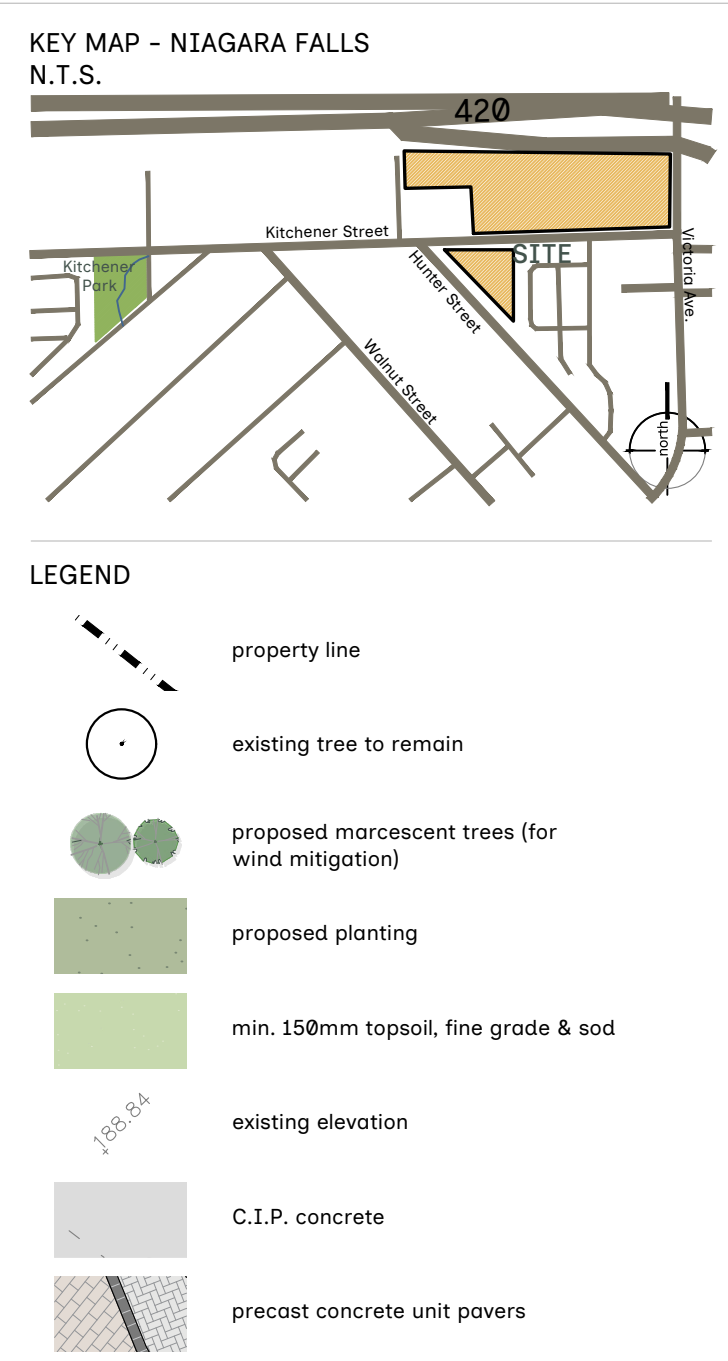 KEY MAP - NIAGARA FALLS
N.T.S.
420
Kitchener Street
SITE
Victoria Ave.
Kitchener
Park
Hunter Street
Walnut Street
north
LEGEND
property line
existing tree to remain
proposed marcescent trees (for
wind mitigation)
proposed planting
min. 150mm topsoil, fine grade & sod
+188.84
existing elevation
C.I.P. concrete
precast concrete unit pavers